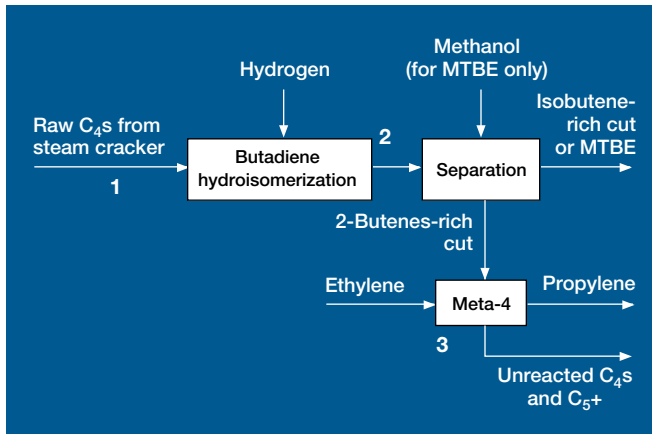 Methanol
(for MTBE only)
Hydrogen
Isobutene-
rich cut
or MTBE
Raw C₄s from
steam cracker
1
Butadiene
hydroisomerization
2
Separation
2-Butenes-rich
cut
Ethylene
Meta-4
Propylene
3
Unreacted C₄s
and C₅+